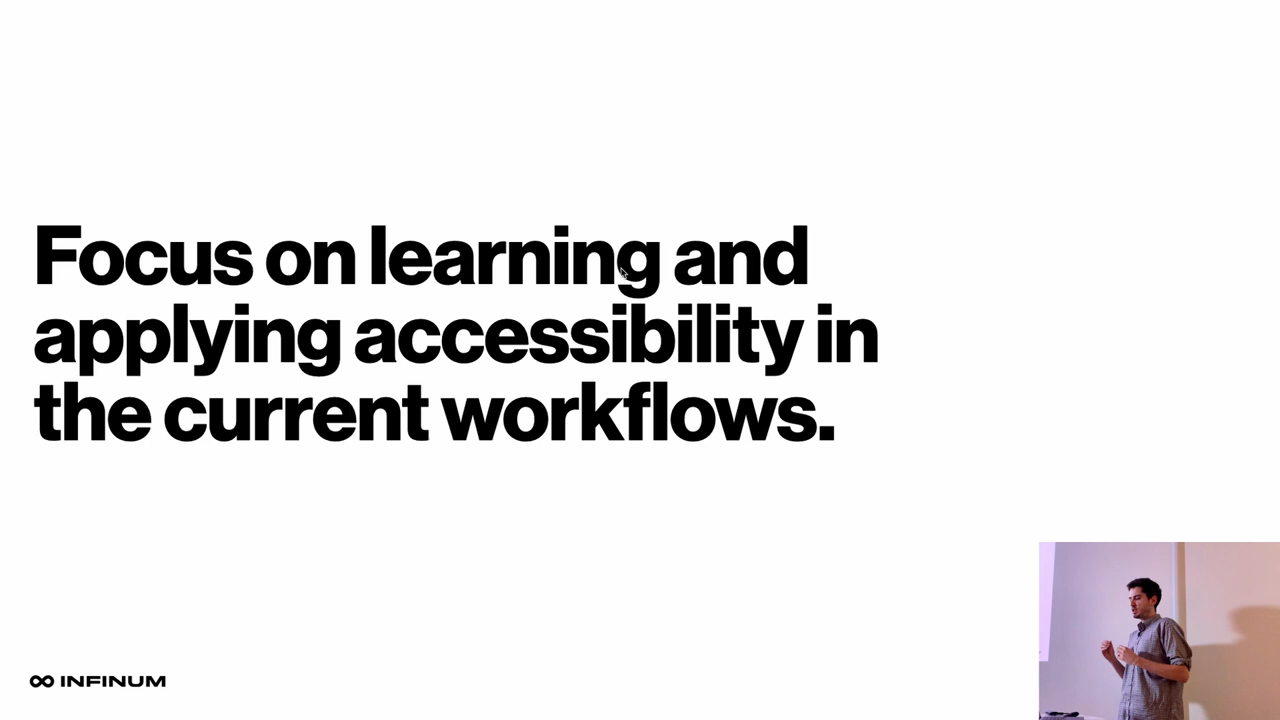 Focus on learning and
applying accessibility in
the current workflows.
INFINUM